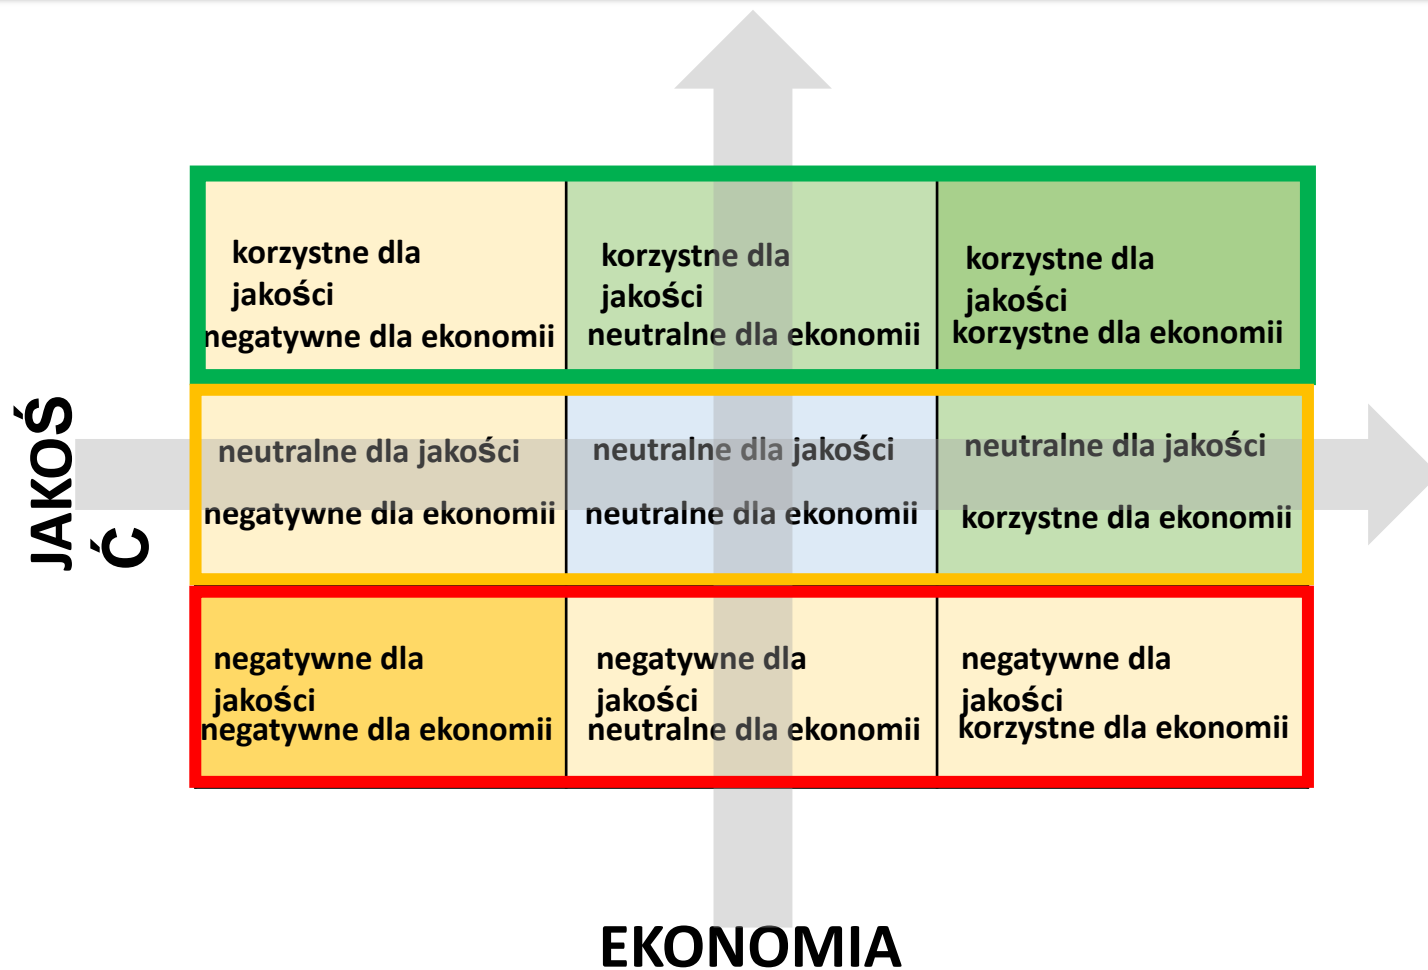 korzystne dla
jakości
negatywne dla ekonomii
korzystne dla
jakości
neutralne dla ekonomii
korzystne dla
jakości
korzystne dla ekonomii
JAKOŚ
Ć
neutralne dla jakości
negatywne dla ekonomii
neutralne dla jakości
neutralne dla ekonomii
neutralne dla jakości
korzystne dla ekonomii
negatywne dla
jakości
negatywne dla ekonomii
negatywne dla
jakości
neutralne dla ekonomii
negatywne dla
jakości
korzystne dla ekonomii
EKONOMIA